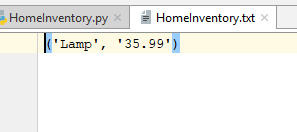 HomeInventory.py
HomeInventory.txt
('Lamp', '35.99')